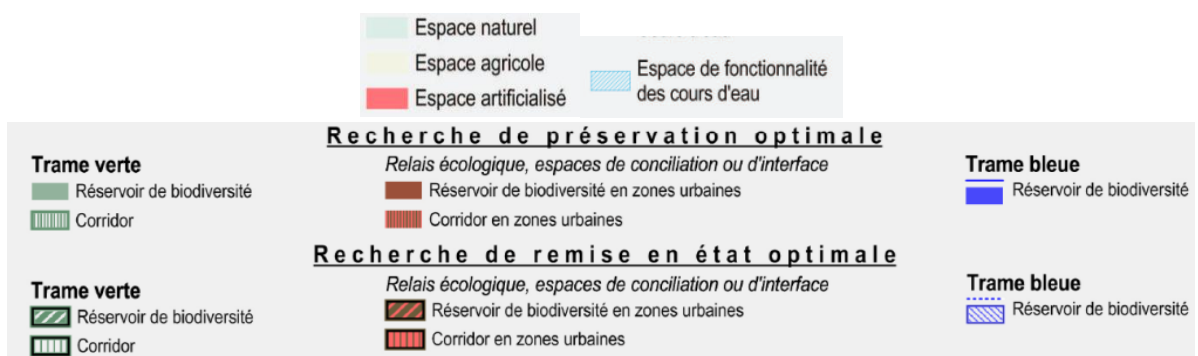 Espace naturel
Espace agricole
Espace artificialisé
Espace de fonctionnalité
des cours d'eau
Recherche de préservation optimale
Trame verte
Réservoir de biodiversité
Corridor
Relais écologique, espaces de conciliation ou d'interface
Réservoir de biodiversité en zones urbaines
Corridor en zones urbaines
Trame bleue
Réservoir de biodiversité
Recherche de remise en état optimale
Trame verte
Réservoir de biodiversité
Corridor
Relais écologique, espaces de conciliation ou d'interface
Réservoir de biodiversité en zones urbaines
Corridor en zones urbaines
Trame bleue
Réservoir de biodiversité